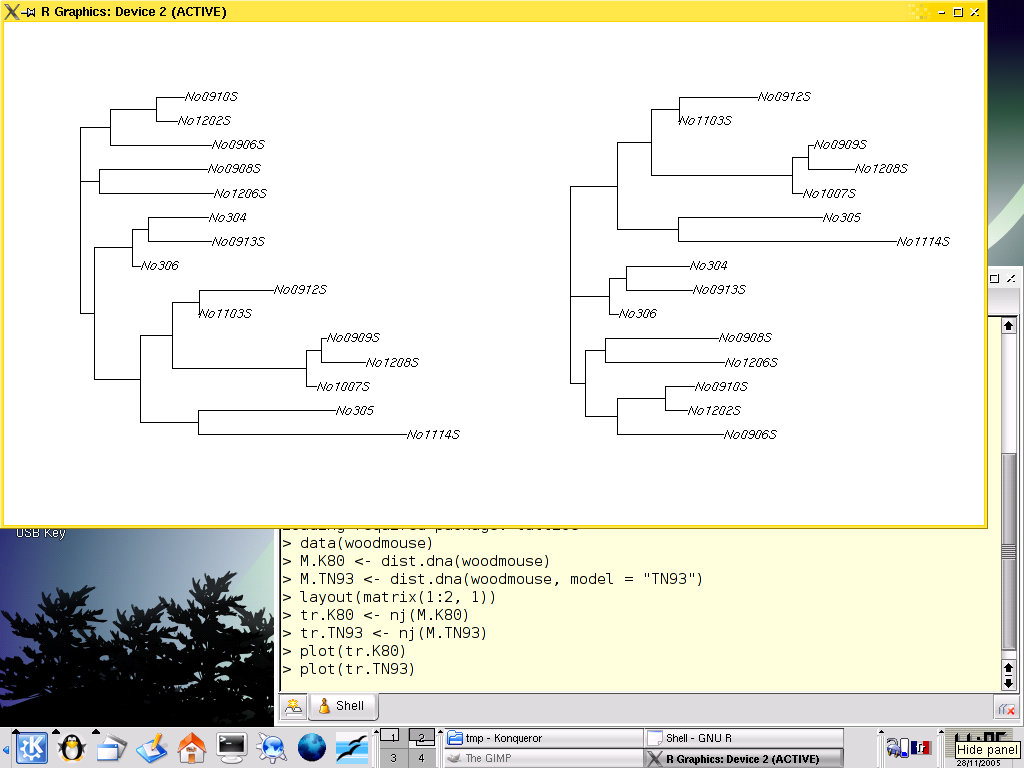 R Graphics: Device 2 (ACTIVE)
No0910S
No1202S
No0906S
No0908S
No1206S
No304
No0913S
No306
No0912S
No1103S
No0909S
No1208S
No1007S
No305
No1114S
No0912S
No1103S
No0909S
No1208S
No1007S
No305
No1114S
No304
No0913S
No306
No0908S
No1206S
No0910S
No1202S
No0906S
USB Key
> data(woodmouse)
> M.K80 <- dist.dna(woodmouse)
> M.TN93 <- dist.dna(woodmouse, model = "TN93")
> layout(matrix(1:2, 1))
> tr.K80 <- nj(M.K80)
> tr.TN93 <- nj(M.TN93)
> plot(tr.K80)
> plot(tr.TN93)
Shell
1 2
3 4
tmp - Konqueror
Shell - GNU R
The GIMP
R Graphics: Device 2 (ACTIVE)
Hide panel
28/11/2005